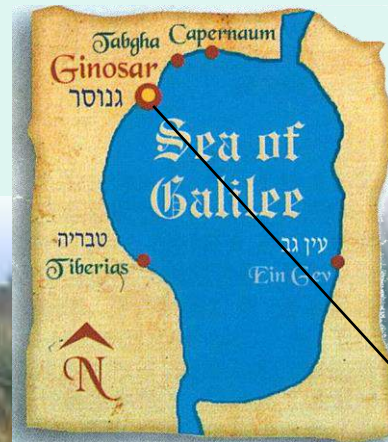 Tabgha Capernaum
Ginosar
גנוסר
Sea of
Galilee
טבריה
Tiberias
עין גב
Ein Gev
N